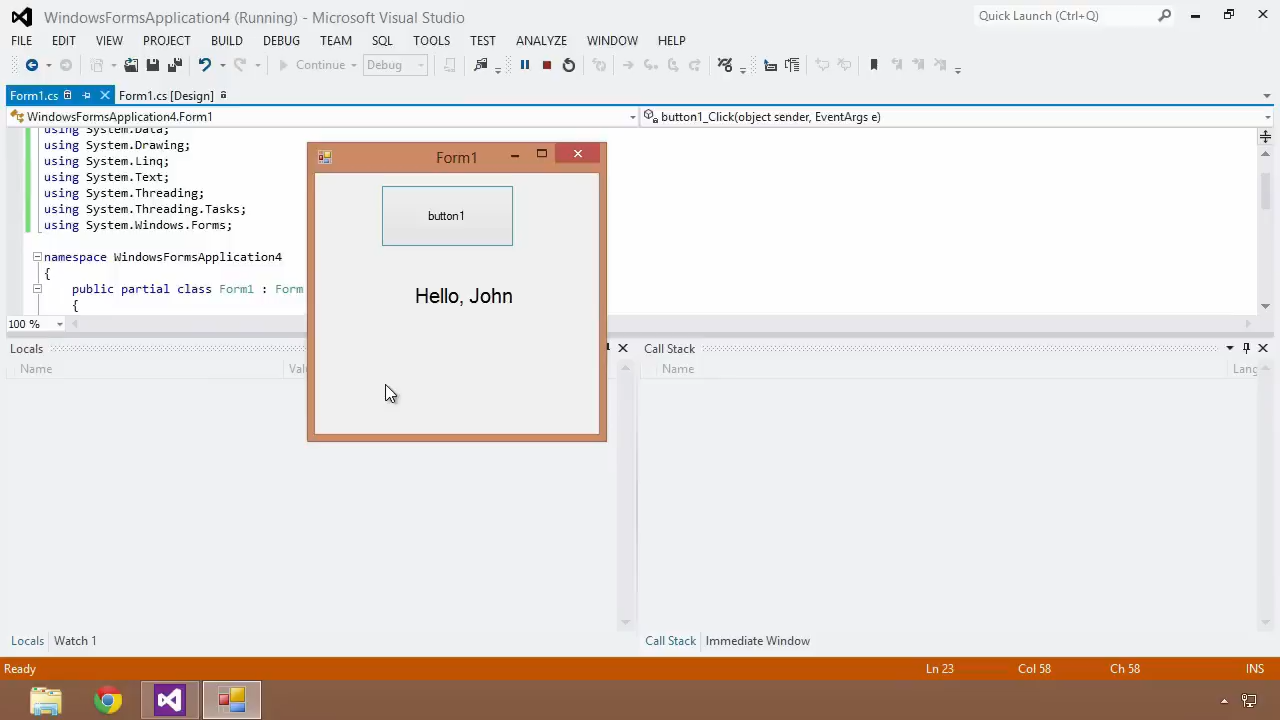 WindowsFormsApplication4 (Running) - Microsoft Visual Studio
Quick Launch (Ctrl+Q)
FILE EDIT VIEW PROJECT BUILD DEBUG TEAM SQL TOOLS TEST ANALYZE WINDOW HELP
Continue Debug
Form1.cs Form1.cs [Design]
WindowsFormsApplication4.Form1 button1_Click(object sender, EventArgs e)
using System.Data;
using System.Drawing;
using System.Linq;
using System.Text;
using System.Threading;
using System.Threading.Tasks;
using System.Windows.Forms;
namespace WindowsFormsApplication4
{
public partial class Form1 : Form
{
100 %
Form1
button1
Hello, John
Locals
Name
Locals Watch 1
Call Stack
Name
Call Stack Immediate Window
Ready Ln 23 Col 58 Ch 58 INS